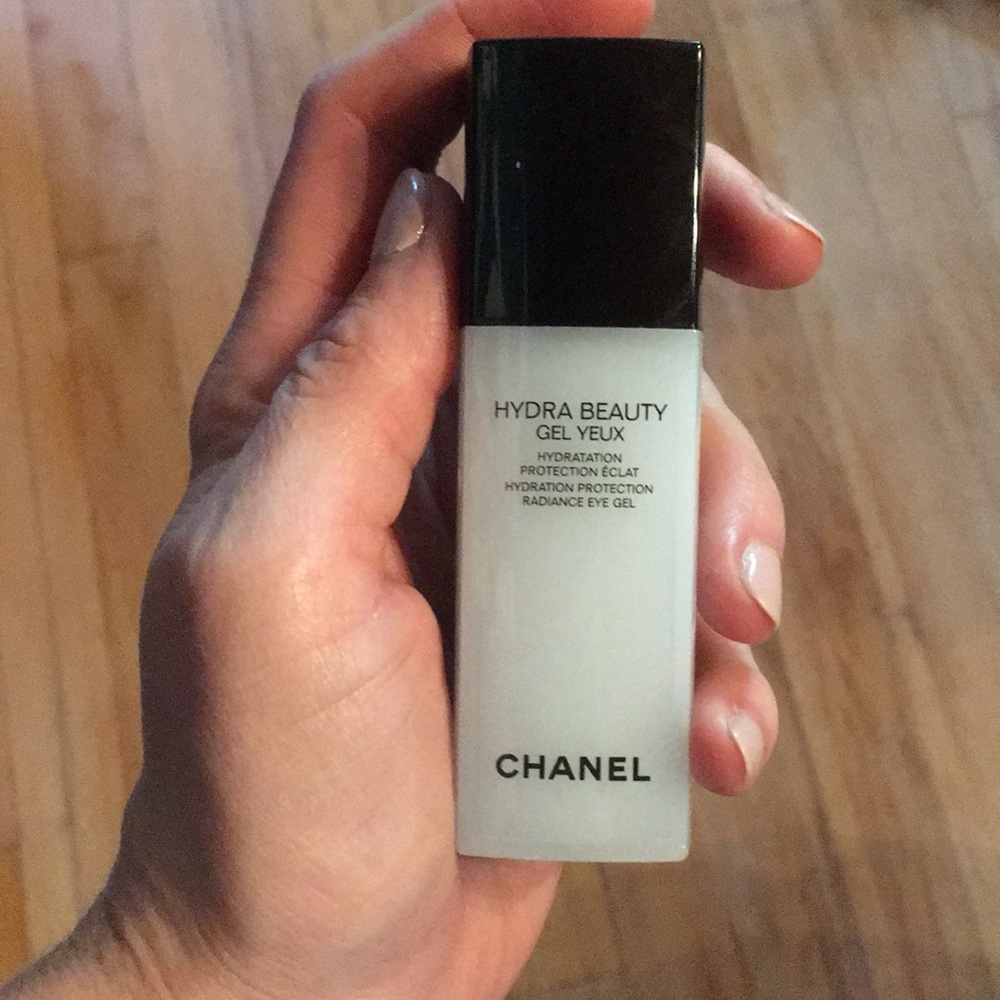 HYDRA BEAUTY
GEL YEUX
HYDRATATION
PROTECTION ÉCLAT
HYDRATION PROTECTION
RADIANCE EYE GEL
CHANEL